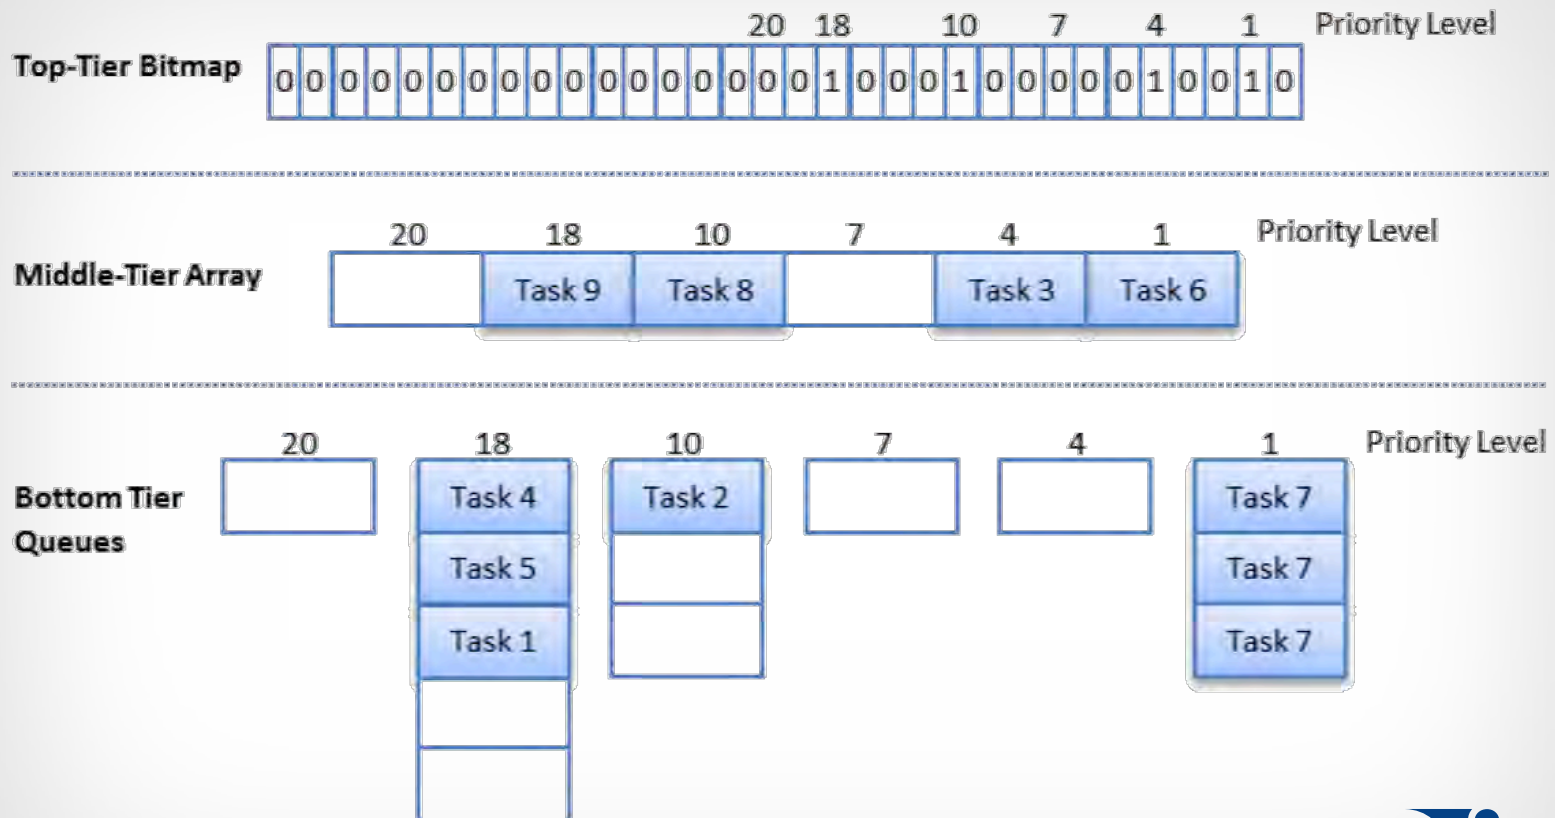 20 18 10 7 4 1 Priority Level
Top-Tier Bitmap 0 0 0 0 0 0 0 0 0 0 0 0 0 0 0 0 0 1 0 0 0 1 0 0 0 0 0 1 0 0 1 0
20 18 10 7 4 1 Priority Level
Middle-Tier Array Task 9 Task 8 Task 3 Task 6
20 18 10 7 4 1 Priority Level
Bottom Tier Task 4 Task 2 Task 7
Queues
Task 5 Task 7
Task 1 Task 7